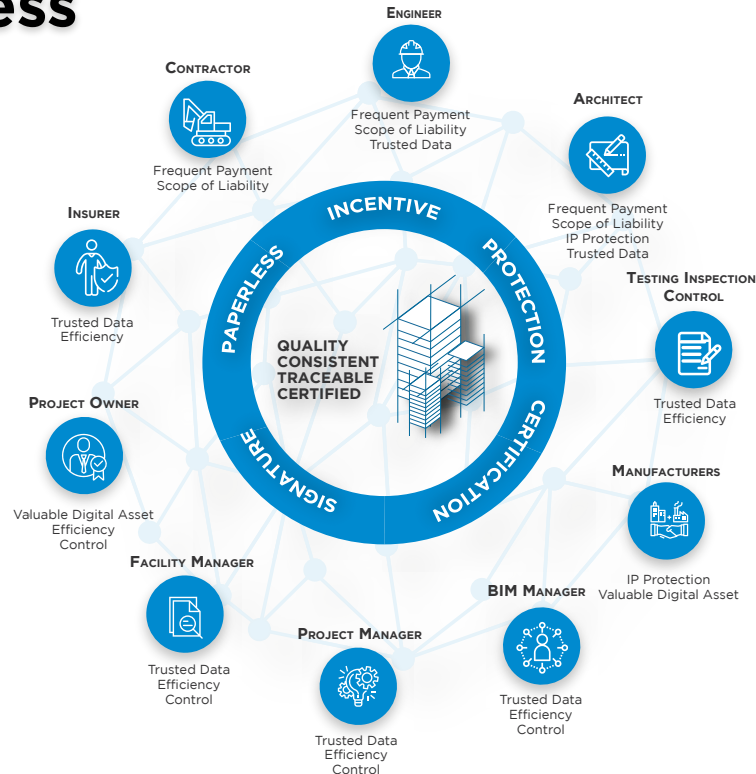 ess
ENGINEER
Frequent Payment
Scope of Liability
Trusted Data
CONTRACTOR
Frequent Payment
Scope of Liability
ARCHITECT
Frequent Payment
Scope of Liability
IP Protection
Trusted Data
INSURER
Trusted Data
Efficiency
TESTING INSPECTION
CONTROL
Trusted Data
Efficiency
PAPERLESS
INCENTIVE
PROTECTION
CERTIFICATION
SIGNATURE
QUALITY
CONSISTENT
TRACEABLE
CERTIFIED
PROJECT OWNER
Valuable Digital Asset
Efficiency
Control
MANUFACTURERS
IP Protection
Valuable Digital Asset
FACILITY MANAGER
Trusted Data
Efficiency
Control
PROJECT MANAGER
Trusted Data
Efficiency
Control
BIM MANAGER
Trusted Data
Efficiency
Control